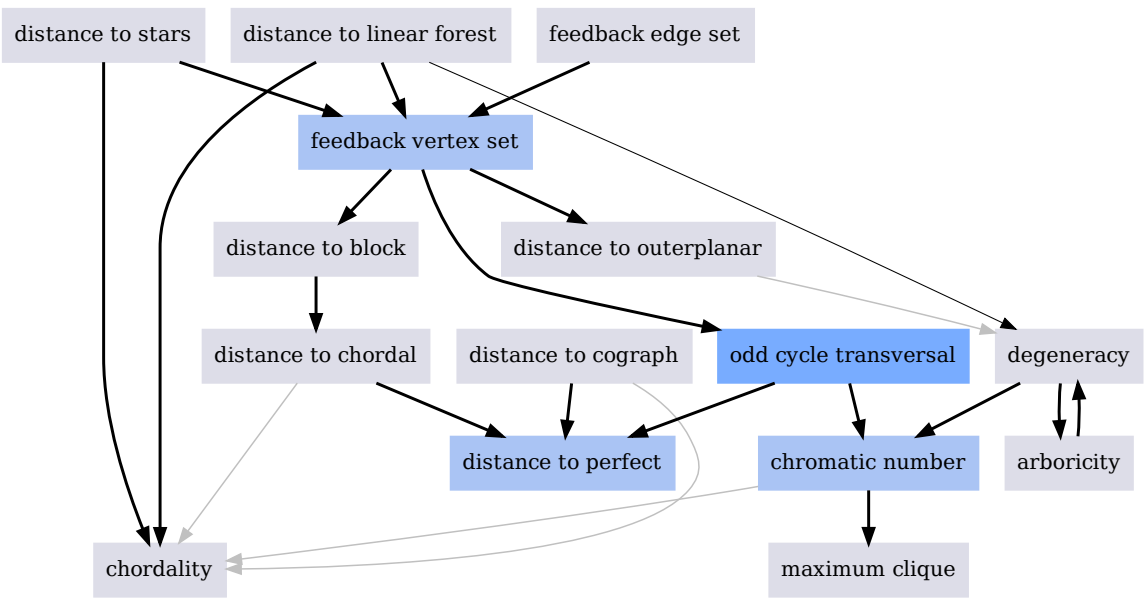 distance to stars
distance to linear forest
feedback edge set
feedback vertex set
distance to block
distance to outerplanar
distance to chordal
distance to cograph
odd cycle transversal
degeneracy
distance to perfect
chromatic number
arboricity
chordality
maximum clique